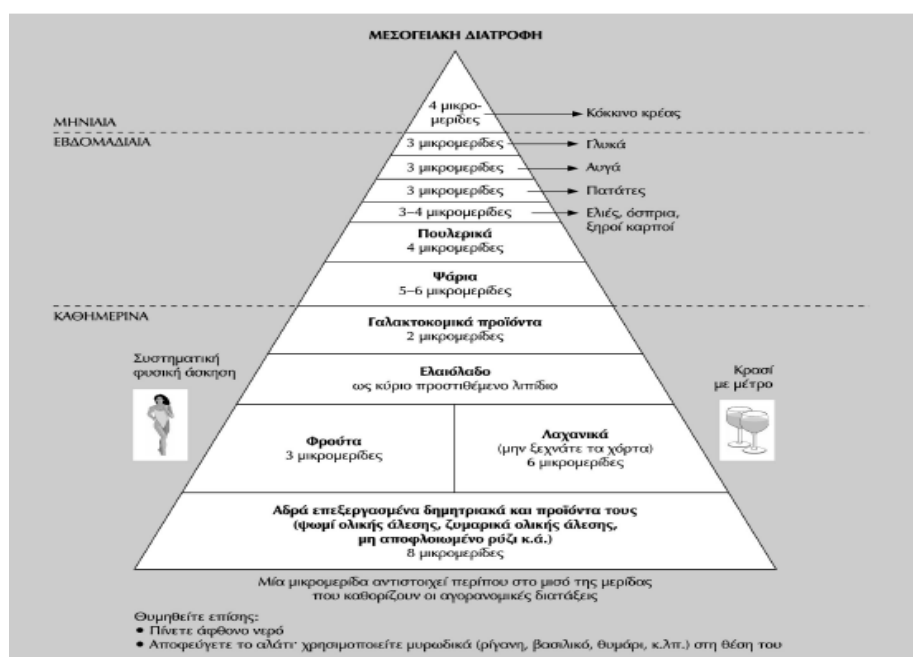 ΜΕΣΟΓΕΙΑΚΗ ΔΙΑΤΡΟΦΗ
4 μικρο-
μερίδες
Κόκκινο κρέας
ΜΗΝΙΑΙΑ
ΕΒΔΟΜΑΔΙΑΙΑ
3 μικρομερίδες
Γλυκά
3 μικρομερίδες
Αυγά
3 μικρομερίδες
Πατάτες
3–4 μικρομερίδες
Ελιές, όσπρια,
ξηροί καρποί
Πουλερικά
4 μικρομερίδες
Ψάρια
5–6 μικρομερίδες
ΚΑΘΗΜΕΡΙΝΑ
Γαλακτοκομικά προϊόντα
2 μικρομερίδες
Συστηματική
φυσική άσκηση
Ελαιόλαδο
ως κύριο προστιθέμενο λιπίδιο
Κρασί
με μέτρο
Φρούτα
3 μικρομερίδες
Λαχανικά
(μην ξεχνάτε τα χόρτα)
6 μικρομερίδες
Αδρά επεξεργασμένα δημητριακά και προϊόντα τους
(ψωμί ολικής άλεσης, ζυμαρικά ολικής άλεσης,
μη αποφλοιωμένο ρύζι κ.ά.)
8 μικρομερίδες
Μία μικρομερίδα αντιστοιχεί περίπου στο μισό της μερίδας
που καθορίζουν οι αγορανομικές διατάξεις
Θυμηθείτε επίσης:
• Πίνετε άφθονο νερό
• Αποφεύγετε το αλάτι· χρησιμοποιείτε μυρωδικά (ρίγανη, βασιλικό, θυμάρι, κ.λπ.) στη θέση του